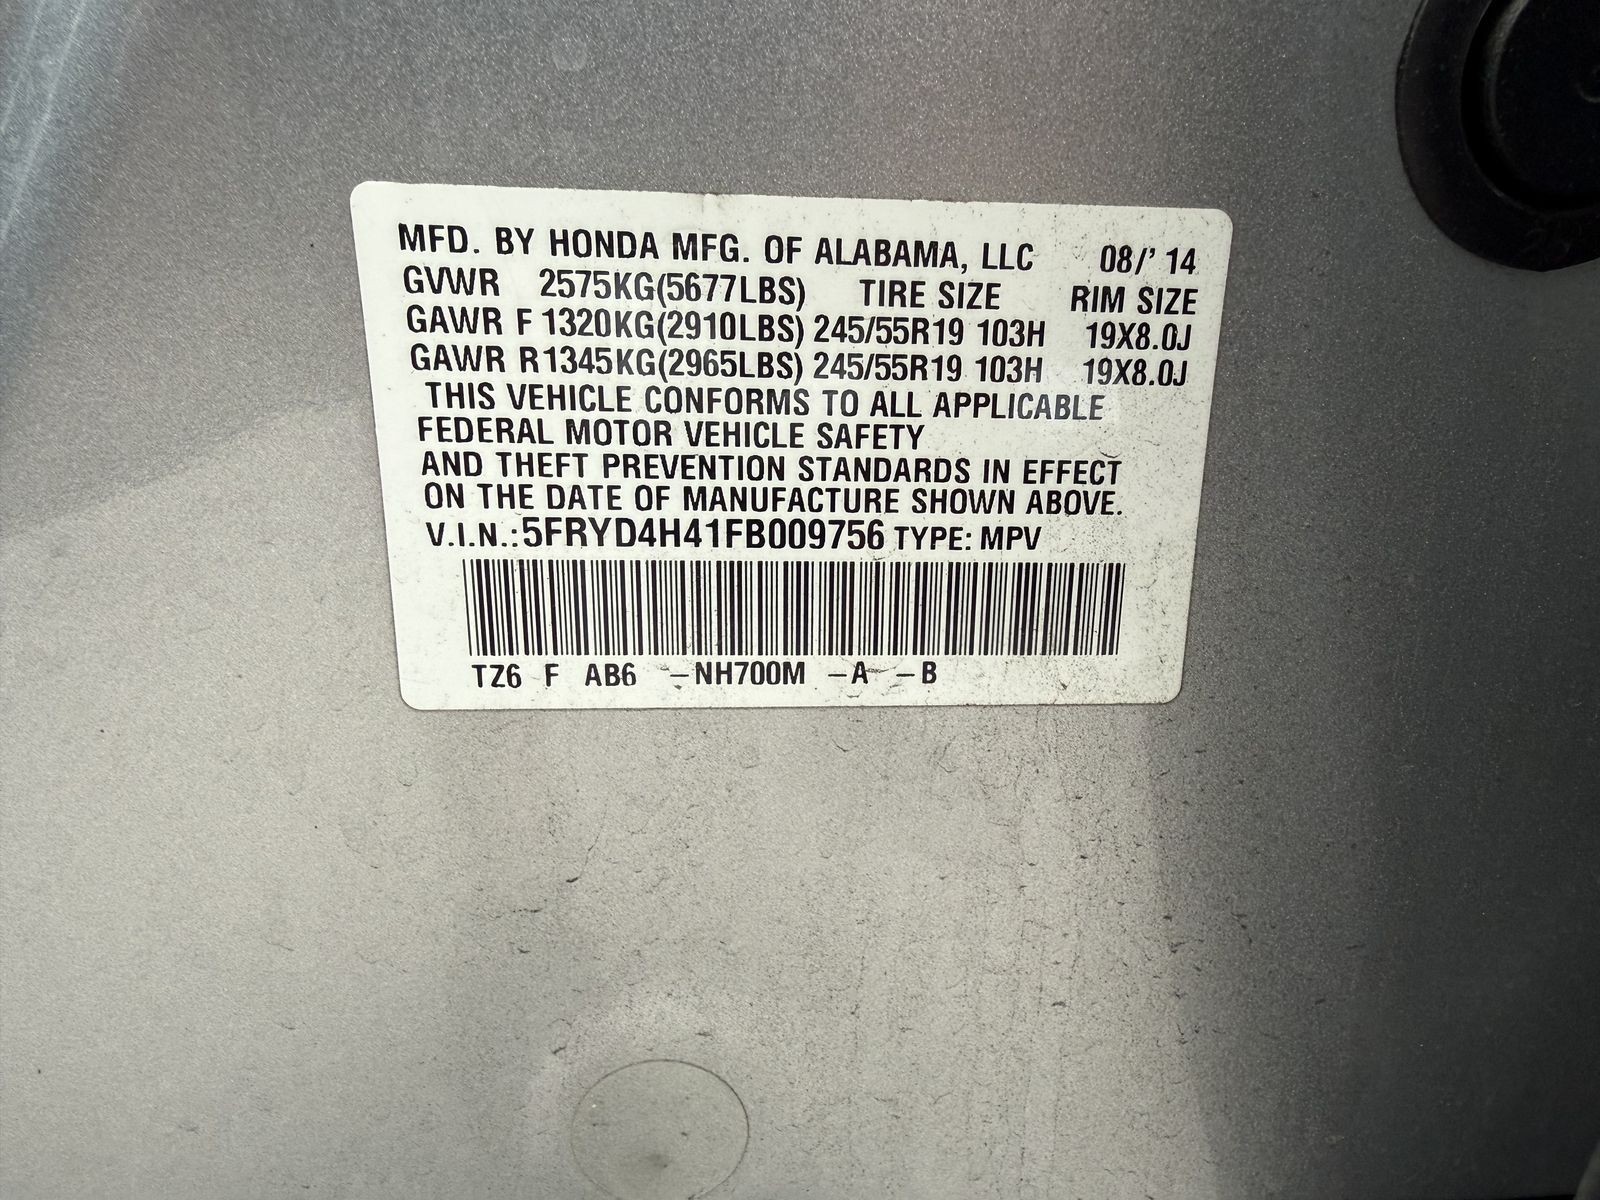 MFD. BY HONDA MFG. OF ALABAMA, LLC 08/' 14
GVWR 2575KG(5677LBS) TIRE SIZE RIM SIZE
GAWR F 1320KG(2910LBS) 245/55R19 103H 19X8.0J
GAWR R1345KG(2965LBS) 245/55R19 103H 19X8.0J
THIS VEHICLE CONFORMS TO ALL APPLICABLE
FEDERAL MOTOR VEHICLE SAFETY
AND THEFT PREVENTION STANDARDS IN EFFECT
ON THE DATE OF MANUFACTURE SHOWN ABOVE.
V.I.N.:5FRYD4H41FB009756 TYPE: MPV
TZ6 F AB6 -NH700M -A -B